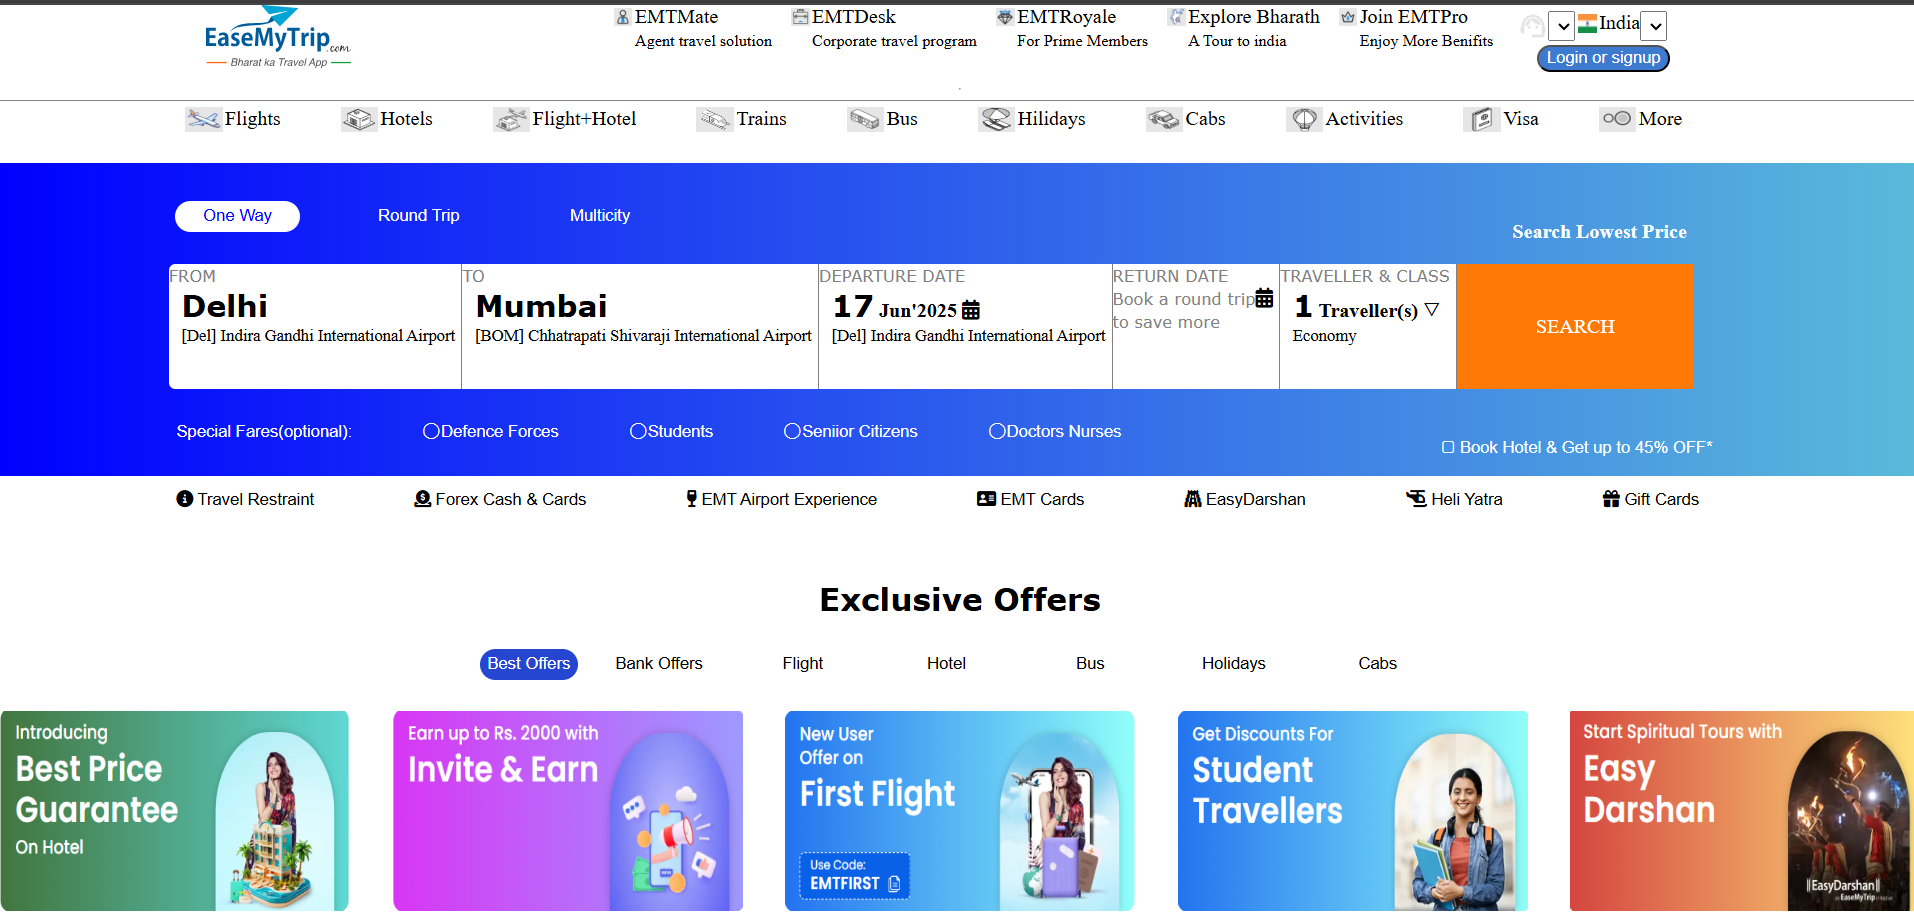 EaseMyTrip.com
Bharat ka Travel App
EMTMate
Agent travel solution
EMTDesk
Corporate travel program
EMTRoyale
For Prime Members
Explore Bharath
A Tour to india
Join EMTPro
Enjoy More Benifits
India
Login or signup
Flights
Hotels
Flight+Hotel
Trains
Bus
Hilidays
Cabs
Activities
Visa
More
One Way
Round Trip
Multicity
Search Lowest Price
FROM
Delhi
[Del] Indira Gandhi International Airport
TO
Mumbai
[BOM] Chhatrapati Shivaraji International Airport
DEPARTURE DATE
17 Jun'2025
[Del] Indira Gandhi International Airport
RETURN DATE
Book a round trip
to save more
TRAVELLER & CLASS
1 Traveller(s) ▽
Economy
SEARCH
Special Fares(optional):
Defence Forces
Students
Seniior Citizens
Doctors Nurses
Book Hotel & Get up to 45% OFF*
Travel Restraint
Forex Cash & Cards
EMT Airport Experience
EMT Cards
EasyDarshan
Heli Yatra
Gift Cards
Exclusive Offers
Best Offers
Bank Offers
Flight
Hotel
Bus
Holidays
Cabs
Introducing
Best Price
Guarantee
On Hotel
Earn up to Rs. 2000 with
Invite & Earn
New User
Offer on
First Flight
Use Code:
EMTFIRST
Get Discounts For
Student
Travellers
Start Spiritual Tours with
Easy
Darshan
EasyDarshan
EaseMyTrip